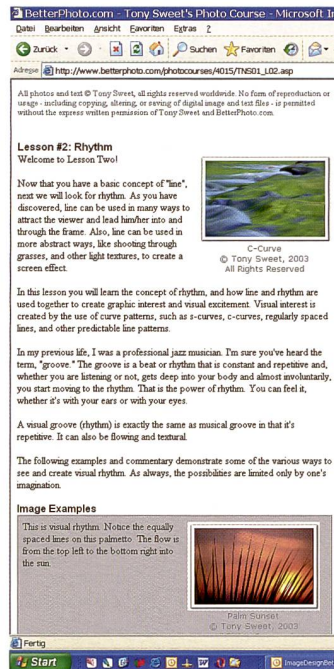 BetterPhoto.com - Tony Sweet's Photo Course - Microsoft In
Datei Bearbeiten Ansicht Favoriten Extras ?
Zurück Suchen Favoriten
Adresse http://www.betterphoto.com/photocourses/4015/TNS01_L02.asp
All photos and text © Tony Sweet, all rights reserved worldwide. No form of reproduction or
usage - including copying, altering, or saving of digital image and text files - is permitted
without the express written permission of Tony Sweet and BetterPhoto.com.
Lesson #2: Rhythm
Welcome to Lesson Two!
Now that you have a basic concept of "line",
next we will look for rhythm. As you have
discovered, line can be used in many ways to
attract the viewer and lead him/her into and
through the frame. Also, line can be used in
more abstract ways, like shooting through
grasses, and other light textures, to create a
screen effect.
C-Curve
© Tony Sweet, 2003
All Rights Reserved
In this lesson you will learn the concept of rhythm, and how line and rhythm are
used together to create graphic interest and visual excitement. Visual interest is
created by the use of curve patterns, such as s-curves, c-curves, regularly spaced
lines, and other predictable line patterns.
In my previous life, I was a professional jazz musician. I'm sure you've heard the
term, "groove." The groove is a beat or rhythm that is constant and repetitive and,
whether you are listening or not, gets deep into your body and almost involuntarily,
you start moving to the rhythm. That is the power of rhythm. You can feel it,
whether it's with your ears or with your eyes.
A visual groove (rhythm) is exactly the same as musical groove in that it's
repetitive. It can also be flowing and textural.
The following examples and commentary demonstrate some of the various ways to
see and create visual rhythm. As always, the possibilities are limited only by one's
imagination.
Image Examples
This is visual rhythm. Notice the equally
spaced lines on this palmetto. The flow is
from the top left to the bottom right into
the sun.
Palm Sunset
© Tony Sweet, 2003
Fertig
Start
ImageDesignBet